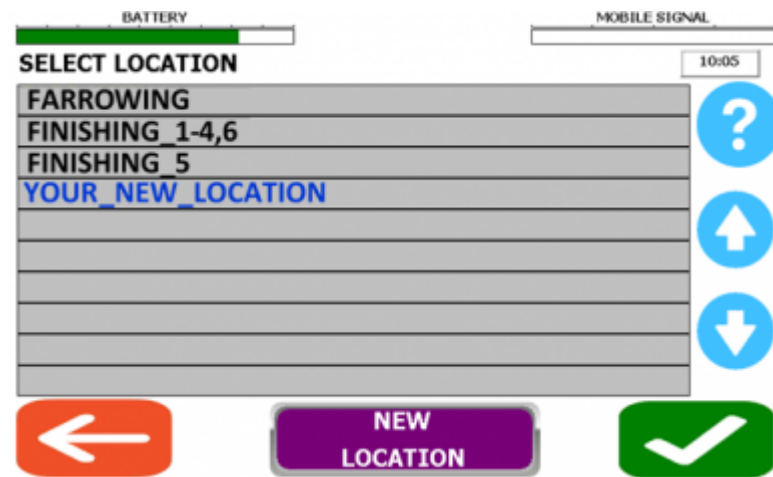 BATTERY
MOBILE SIGNAL
SELECT LOCATION
10:05
FARROWING
FINISHING_1-4,6
FINISHING_5
YOUR_NEW_LOCATION
?
NEW
LOCATION